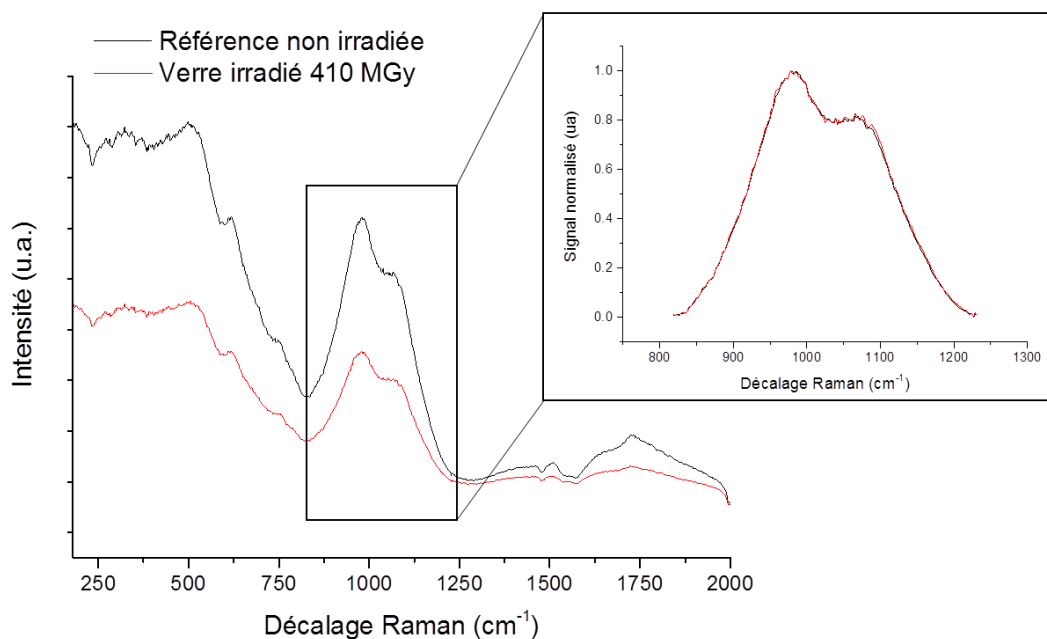 Référence non irradiée
Verre irradié 410 MGy
Intensité (u.a.)
250 500 750 1000 1250 1500 1750 2000
Décalage Raman (cm⁻¹)
Signal normalisé (ua)
1.0
0.8
0.6
0.4
0.2
0.0
800 900 1000 1100 1200 1300
Décalage Raman (cm⁻¹)